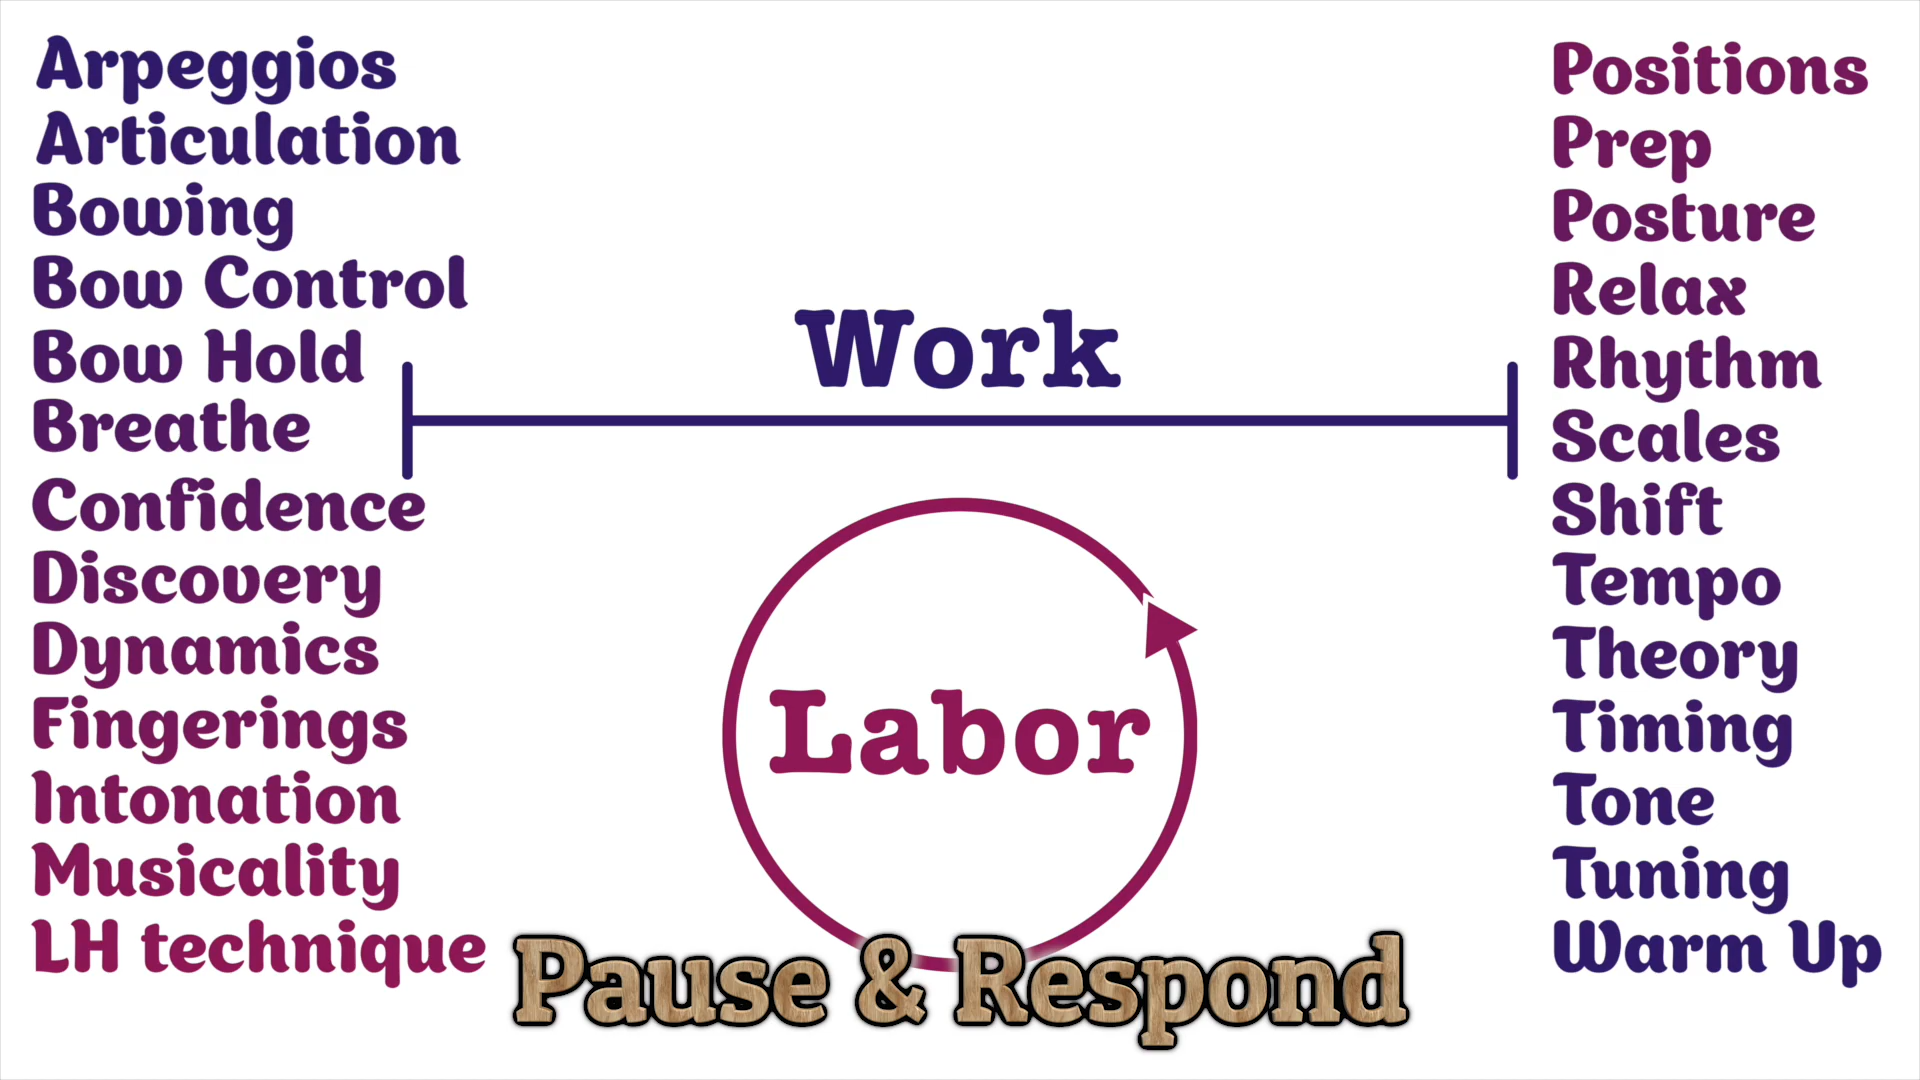 Arpeggios
Articulation
Bowing
Bow Control
Bow Hold
Breathe
Confidence
Discovery
Dynamics
Fingerings
Intonation
Musicality
LH technique
Work
Labor
Pause & Respond
Positions
Prep
Posture
Relax
Rhythm
Scales
Shift
Tempo
Theory
Timing
Tone
Tuning
Warm Up